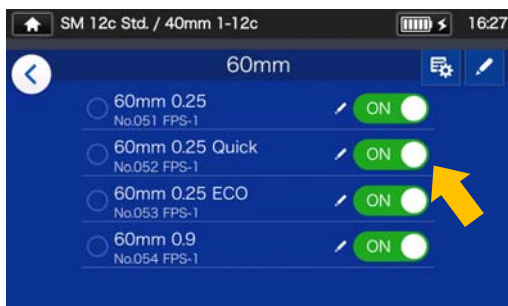 SM 12c Std. / 40mm 1-12c 16:27
60mm
60mm 0.25
No.051 FPS-1
ON
60mm 0.25 Quick
No.052 FPS-1
ON
60mm 0.25 ECO
No.053 FPS-1
ON
60mm 0.9
No.054 FPS-1
ON